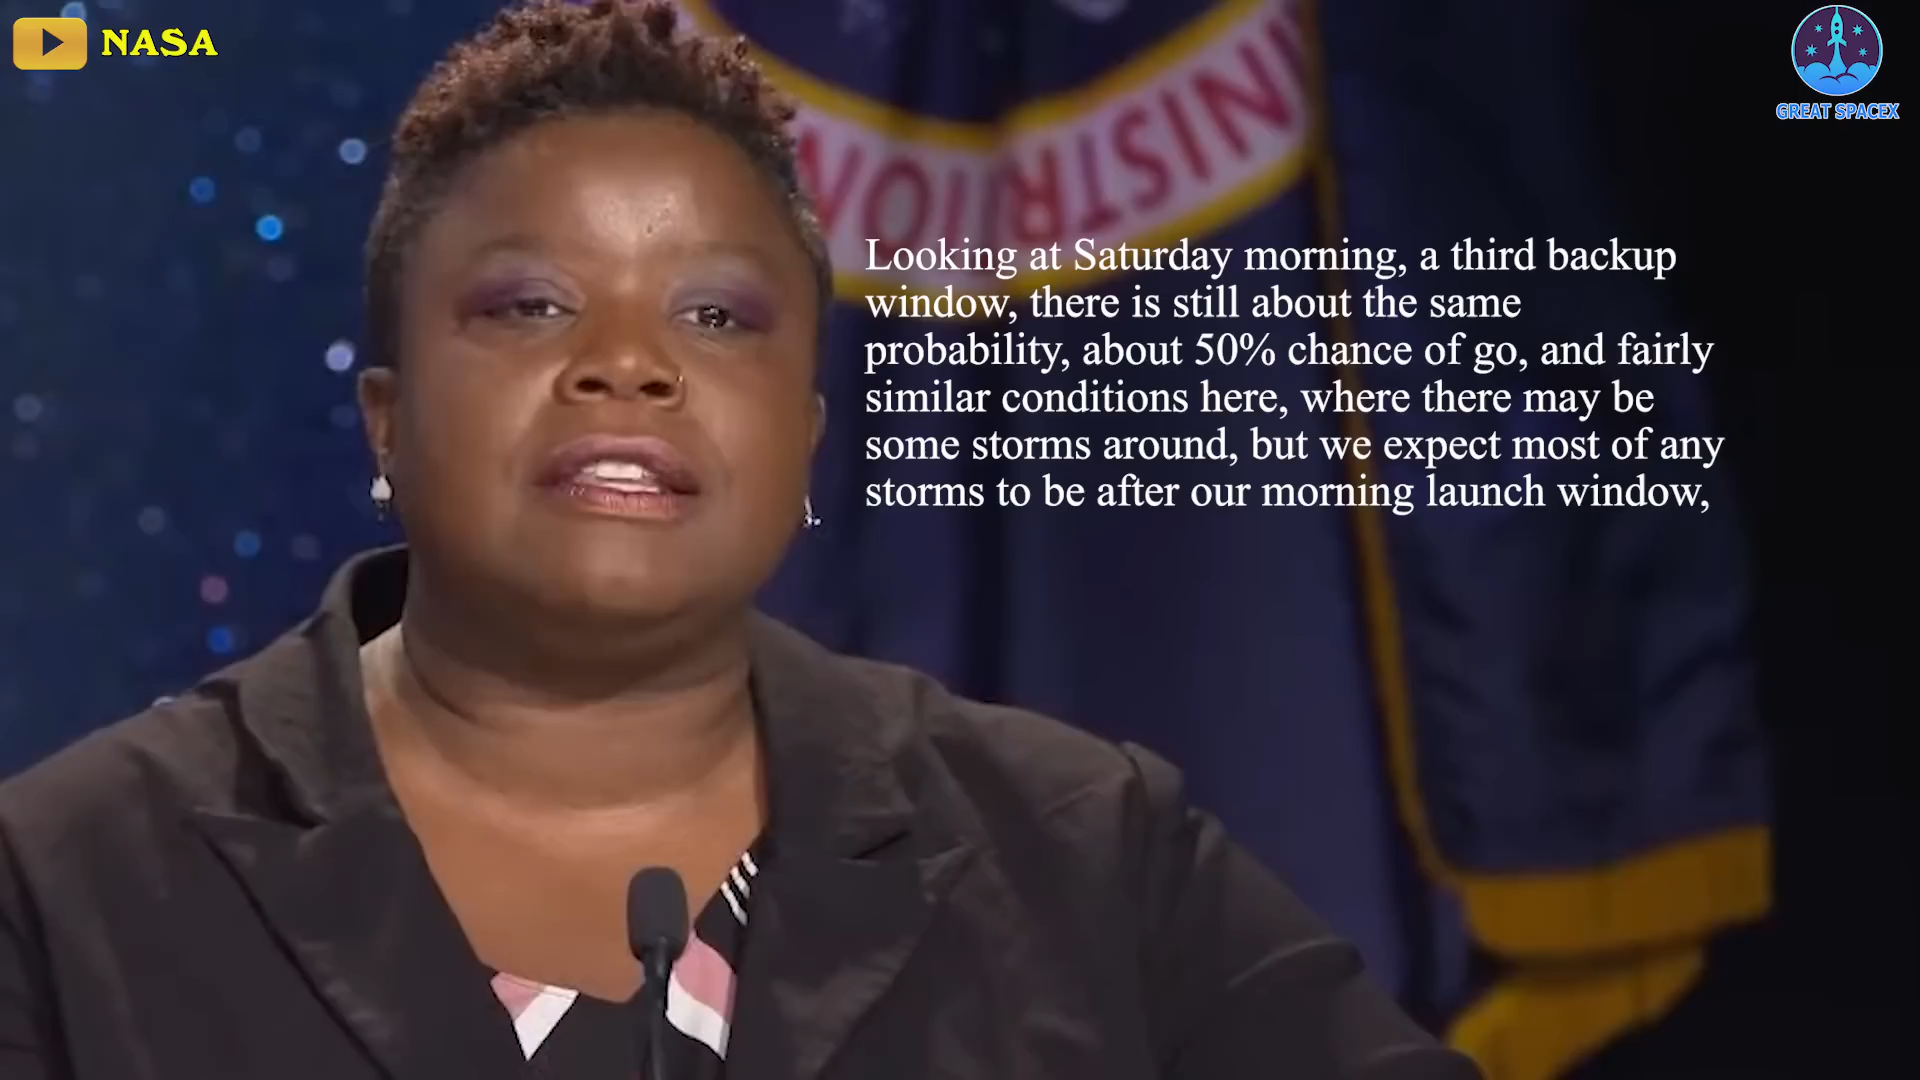 NASA
GREAT SPACEX
NISTR
TION
Looking at Saturday morning, a third backup
window, there is still about the same
probability, about 50% chance of go, and fairly
similar conditions here, where there may be
some storms around, but we expect most of any
storms to be after our morning launch window,